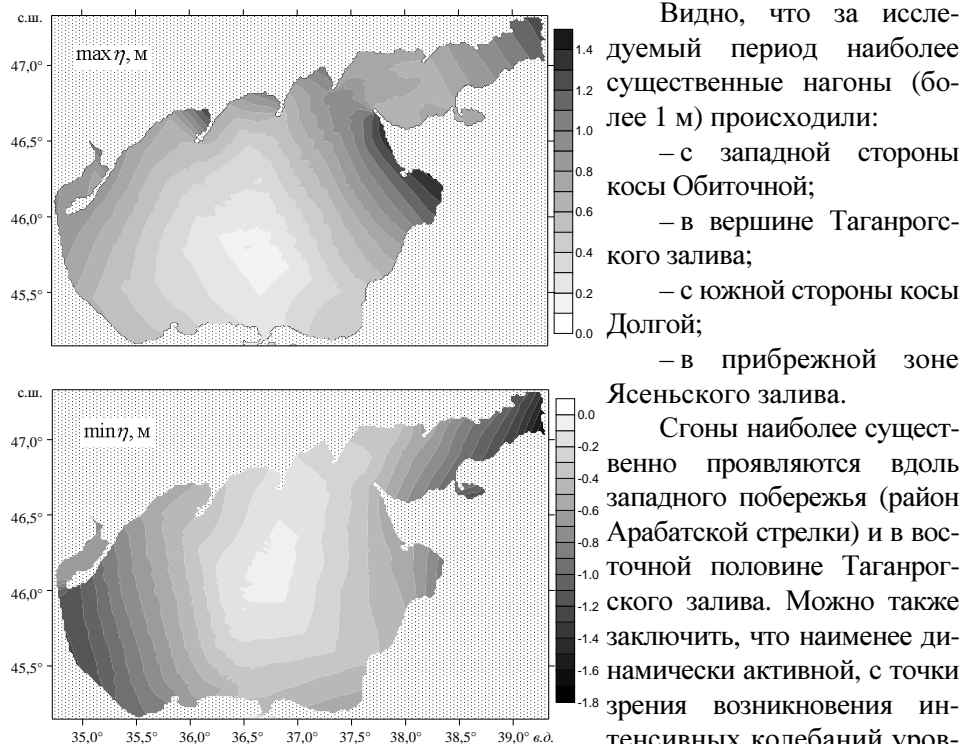 с.ш.
47,0°
46,5°
46,0°
45,5°
max η, м
1.4
1.2
1.0
0.8
0.6
0.4
0.2
0.0
с.ш.
47,0°
46,5°
46,0°
45,5°
min η, м
0.0
-0.2
-0.4
-0.6
-0.8
-1.0
-1.2
-1.4
-1.6
-1.8
35,0° 35,5° 36,0° 36,5° 37,0° 37,5° 38,0° 38,5° 39,0° в.д.
Видно, что за иссле-
дуемый период наиболее
существенные нагоны (бо-
лее 1 м) происходили:
– с западной стороны
косы Обиточной;
– в вершине Таганрогс-
кого залива;
– с южной стороны косы
Долгой;
– в прибрежной зоне
Ясеньского залива.
Сгоны наиболее сущест-
венно проявляются вдоль
западного побережья (район
Арабатской стрелки) и в вос-
точной половине Таганрог-
ского залива. Можно также
заключить, что наименее ди-
намически активной, с точки
зрения возникновения ин-
тенсивных колебаний уров-